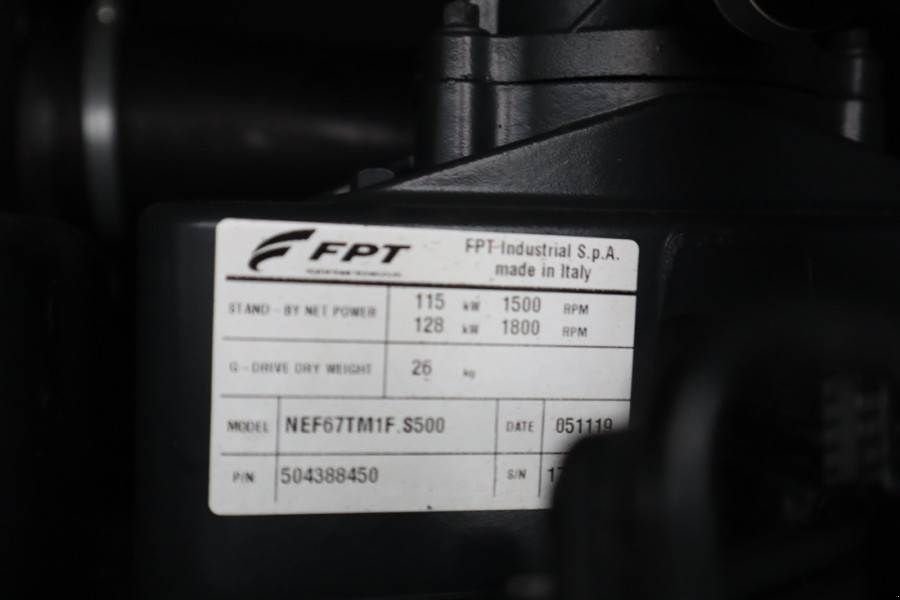 FPT
FPT Industrial S.p.A.
made in Italy
STAND - BY NET POWER
115 kW 1500 RPM
128 kW 1800 RPM
G - DRIVE DRY WEIGHT 26 kg
MODEL NEF67TM1F.S500 DATE 051119
P/N 504388450 S/N